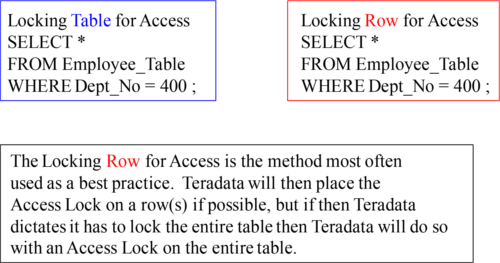 Locking Table for Access
SELECT *
FROM Employee_Table
WHERE Dept_No = 400 ;
Locking Row for Access
SELECT *
FROM Employee_Table
WHERE Dept_No = 400 ;
The Locking Row for Access is the method most often
used as a best practice. Teradata will then place the
Access Lock on a row(s) if possible, but if then Teradata
dictates it has to lock the entire table then Teradata will do so
with an Access Lock on the entire table.